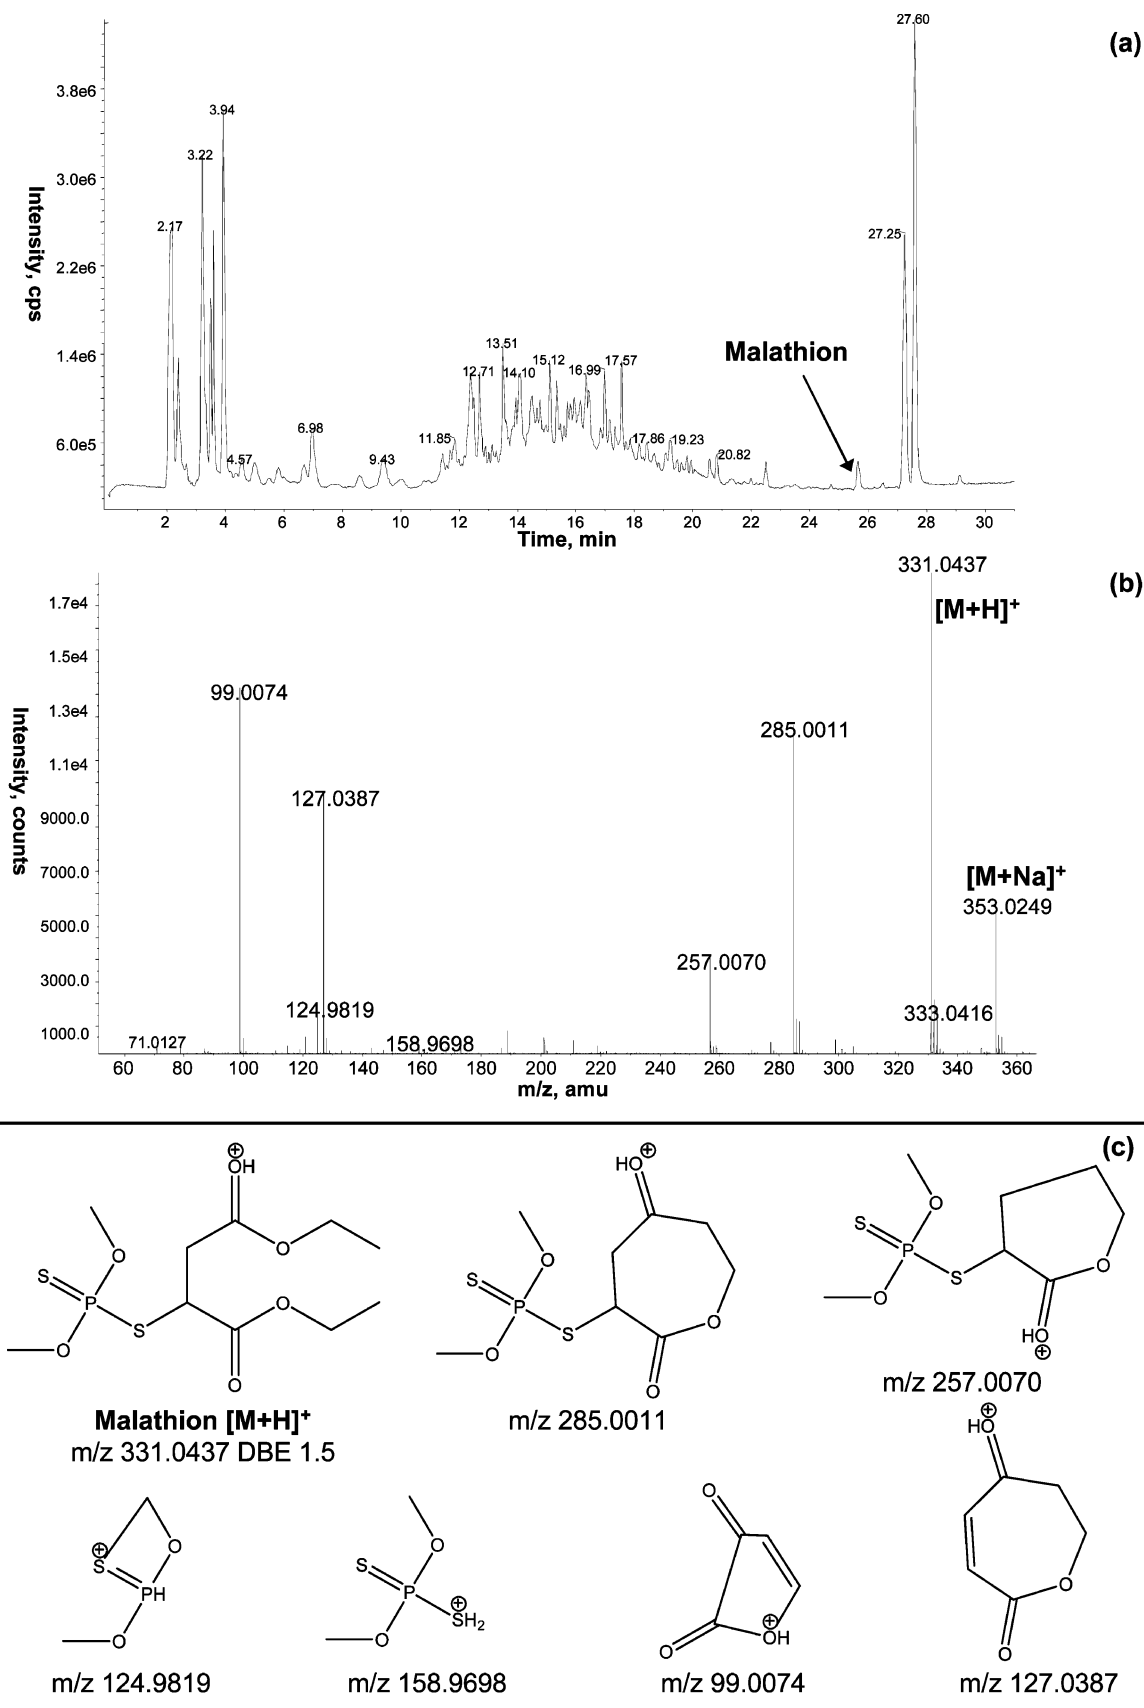 (a)
27.60
3.8e6
3.94
3.22
3.0e6
2.17
27.25
2.2e6
Intensity, cps
1.4e6
13.51
12.71
14.10
15.12
16.99
17.57
Malathion
6.0e5
11.85
6.98
4.57
9.43
17.86
19.23
20.82
2 4 6 8 10 12 14 16 18 20 22 24 26 28 30
Time, min
(b)
331.0437
[M+H]+
1.7e4
1.5e4
1.3e4
1.1e4
9000.0
7000.0
5000.0
3000.0
1000.0
Intensity, counts
99.0074
285.0011
127.0387
[M+Na]+
353.0249
257.0070
124.9819
333.0416
71.0127
158.9698
60 80 100 120 140 160 180 200 220 240 260 280 300 320 340 360
m/z, amu
(c)
⊕
OH
O
O
S
P
O
S
O
O
Malathion [M+H]+
m/z 331.0437 DBE 1.5
HO⊕
O
S
P
O
S
O
O
m/z 285.0011
O
S
P
O
S
O
HO
⊕
m/z 257.0070
⊕
S
O
PH
O
m/z 124.9819
O
S
P
⊕
SH2
O
m/z 158.9698
O
O
⊕
OH
m/z 99.0074
⊕
HO
O
O
m/z 127.0387